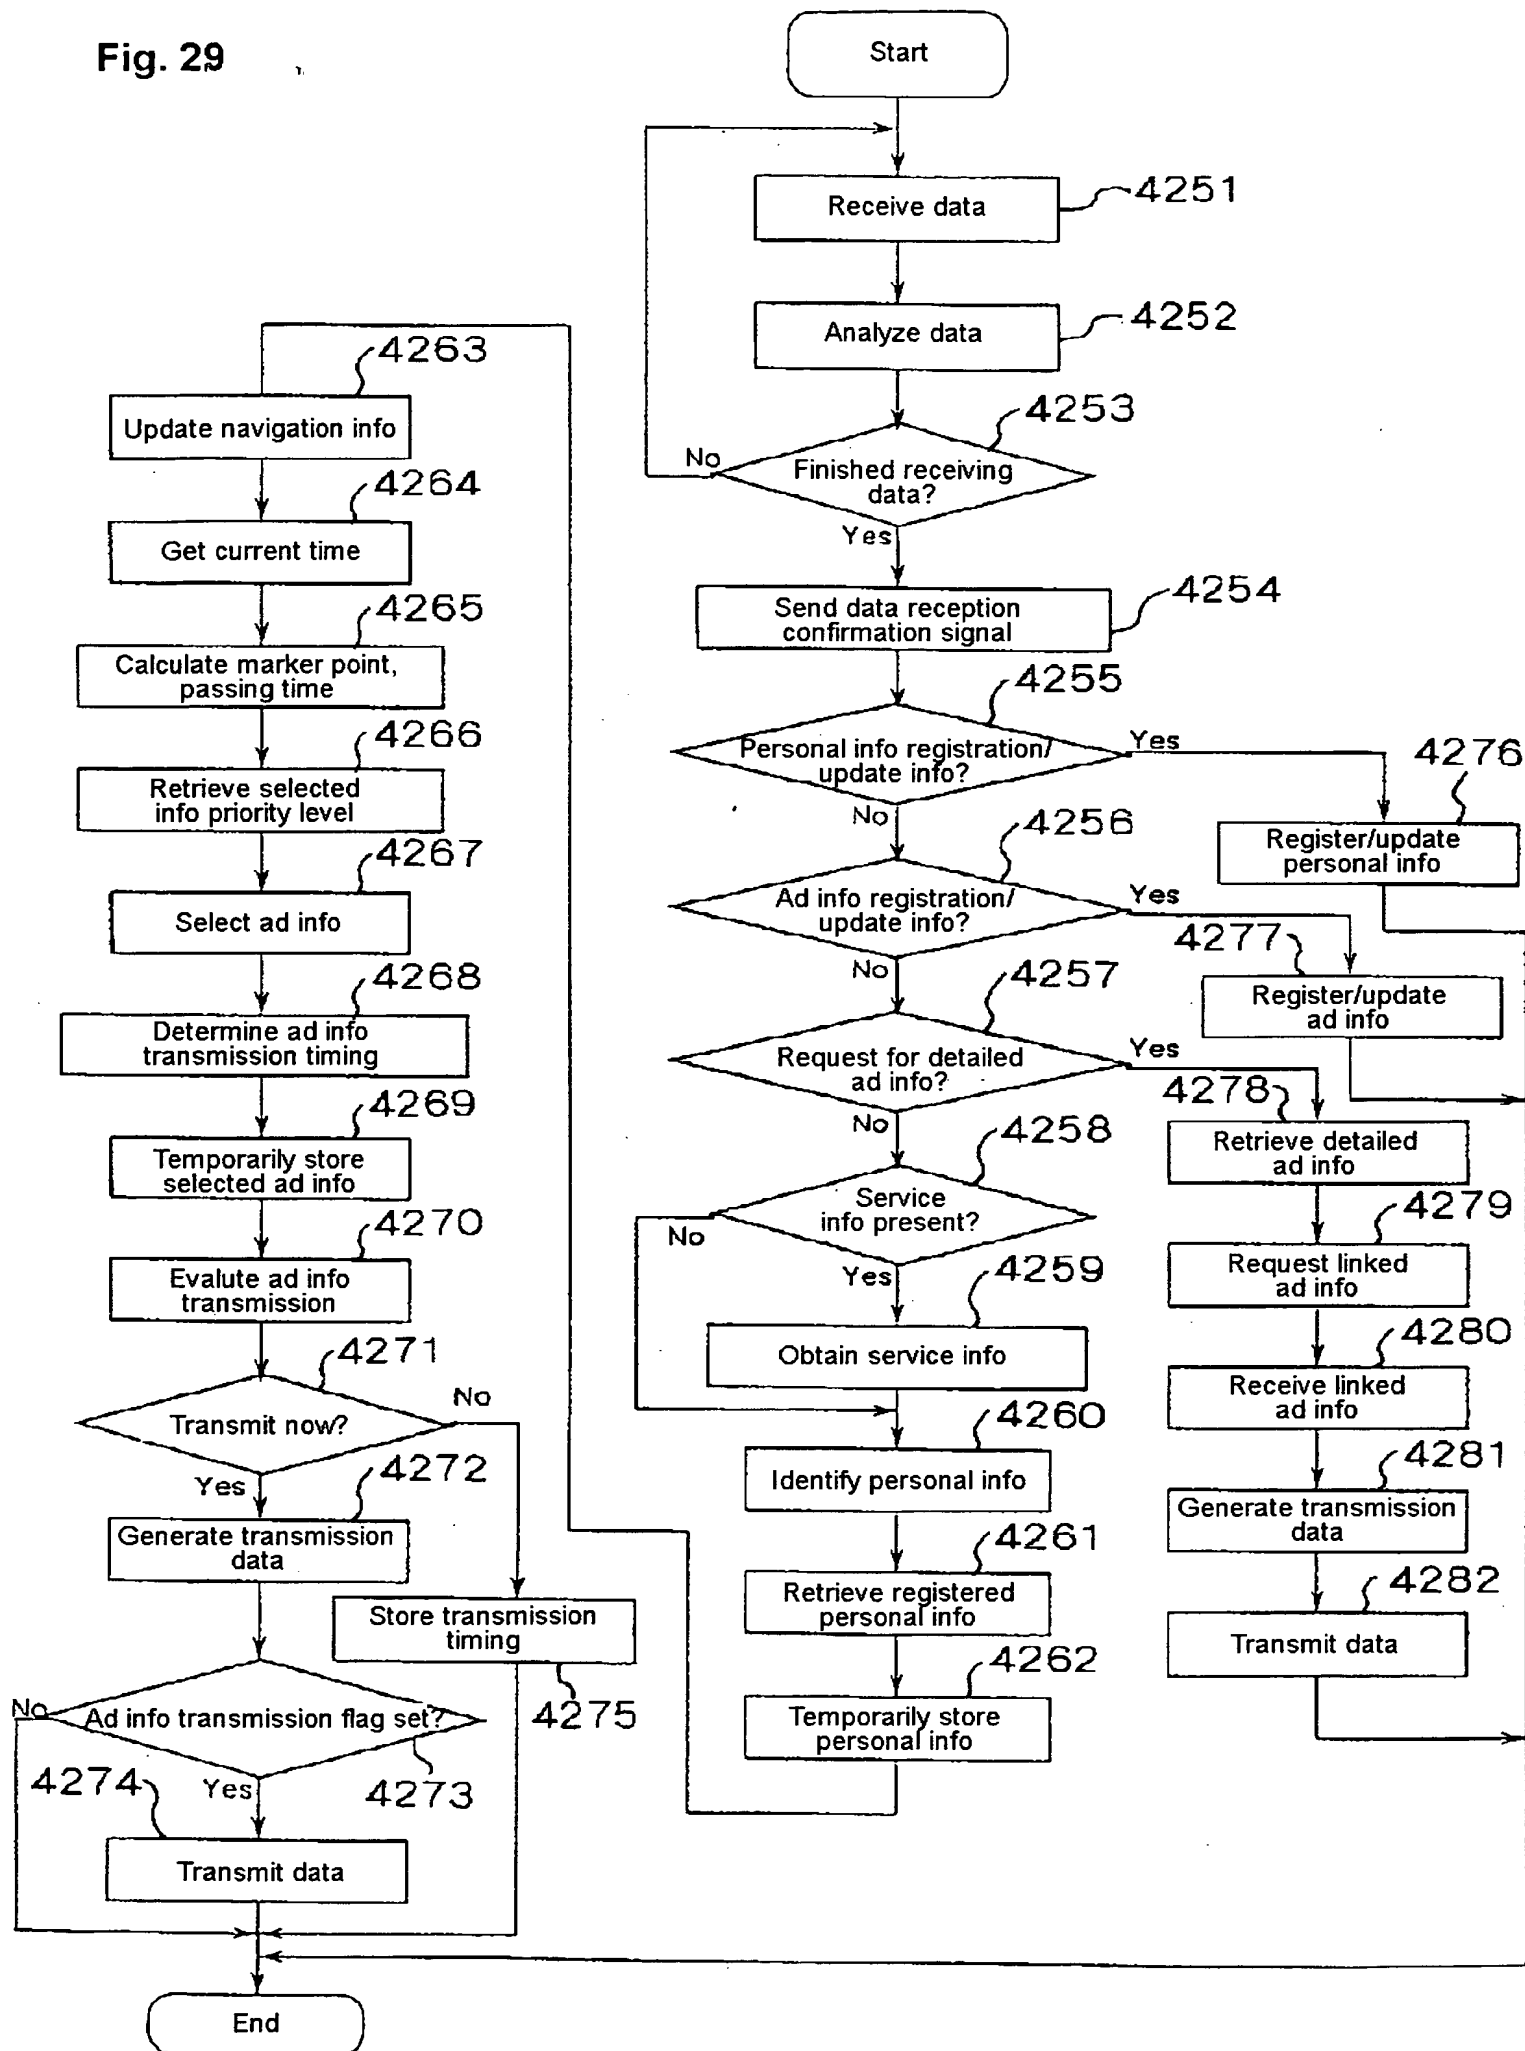 Fig. 29
Start
4251
Receive data
4252
Analyze data
4253
Finished receiving
data?
No
Yes
4254
Send data reception
confirmation signal
4255
Personal info registration/
update info?
Yes
No
4276
Register/update
personal info
4256
Ad info registration/
update info?
Yes
No
4277
Register/update
ad info
4257
Request for detailed
ad info?
Yes
No
4278
Retrieve detailed
ad info
4279
Request linked
ad info
4280
Receive linked
ad info
4281
Generate transmission
data
4282
Transmit data
4258
Service
info present?
No
Yes
4259
Obtain service info
4260
Identify personal info
4261
Retrieve registered
personal info
4262
Temporarily store
personal info
4263
Update navigation info
4264
Get current time
4265
Calculate marker point,
passing time
4266
Retrieve selected
info priority level
4267
Select ad info
4268
Determine ad info
transmission timing
4269
Temporarily store
selected ad info
4270
Evalute ad info
transmission
4271
Transmit now?
No
Yes
4272
Generate transmission
data
Store transmission
timing
4275
Ad info transmission flag set?
No
Yes
4273
4274
Transmit data
End